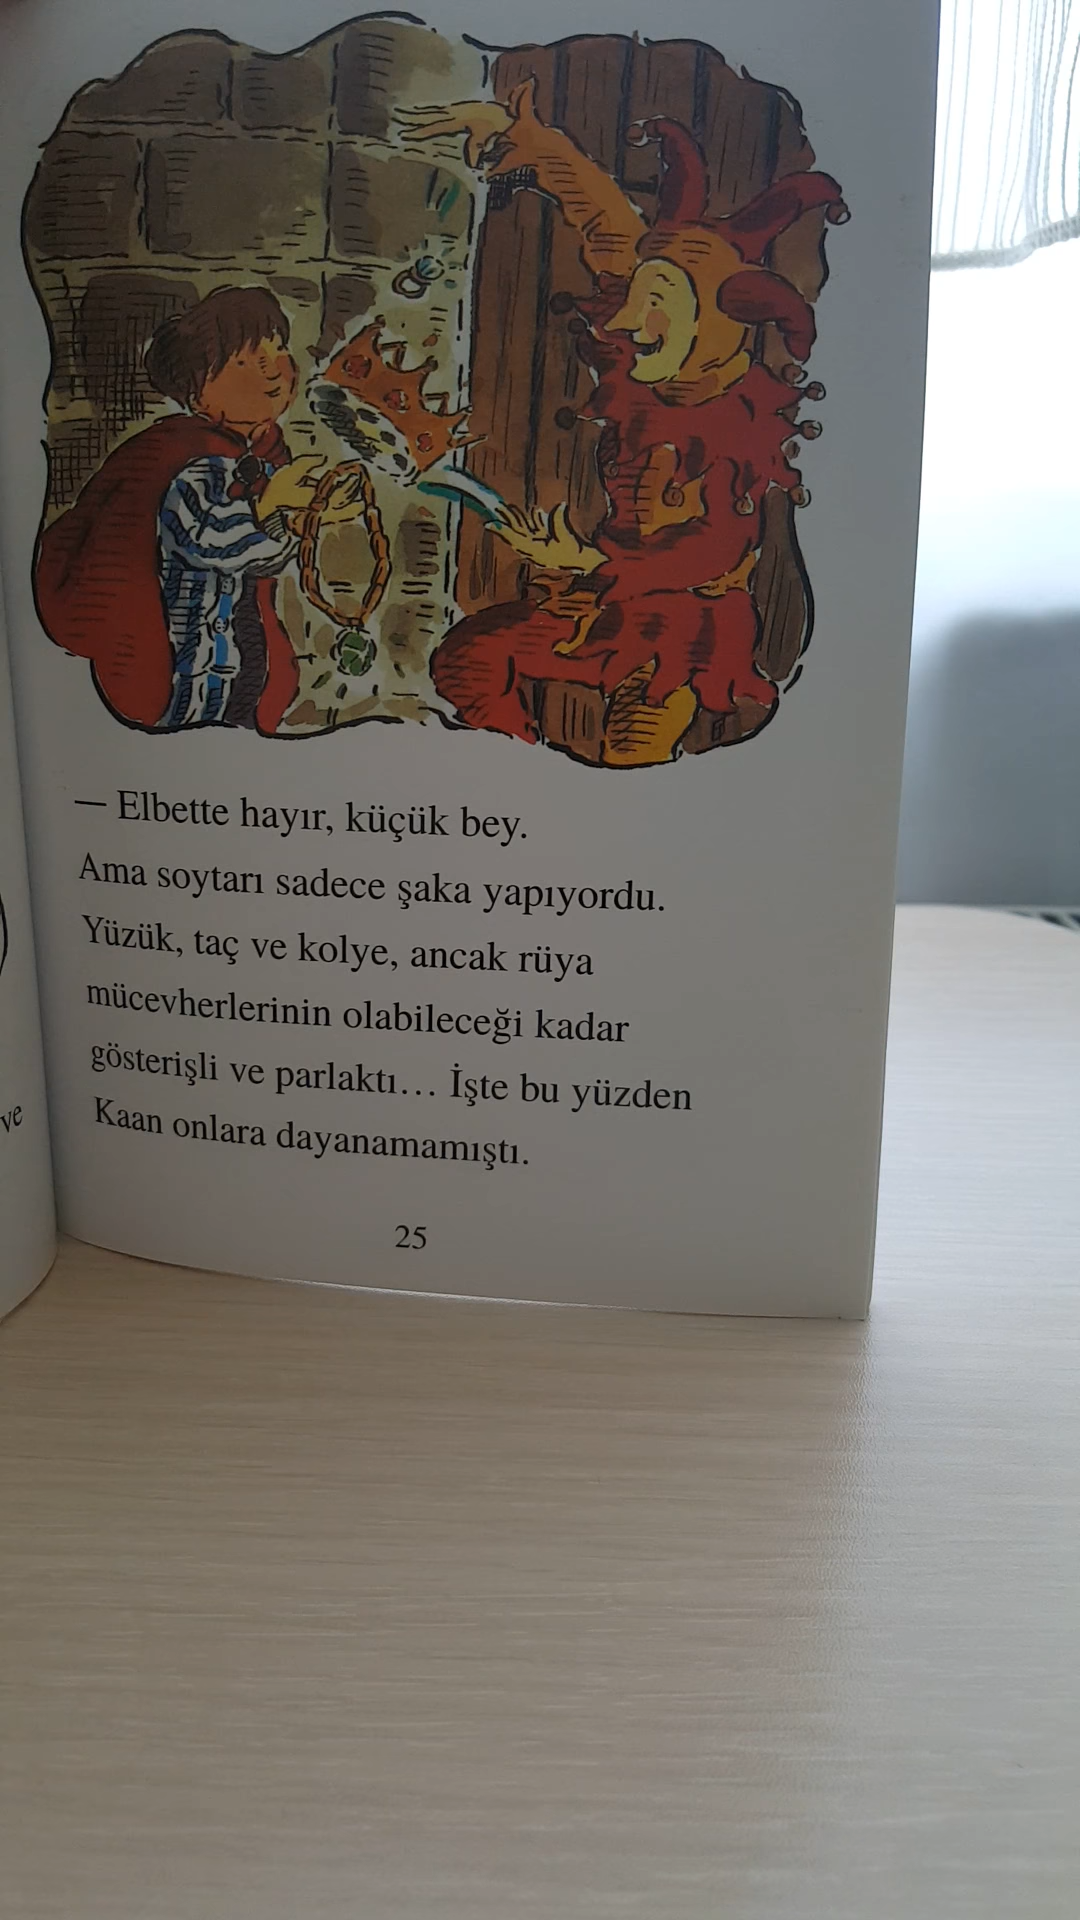 — Elbette hayır, küçük bey.
Ama soytarı sadece şaka yapıyordu.
Yüzük, taç ve kolye, ancak rüya
mücevherlerinin olabileceği kadar
gösterişli ve parlaktı... İşte bu yüzden
Kaan onlara dayanamamıştı.
25
ve